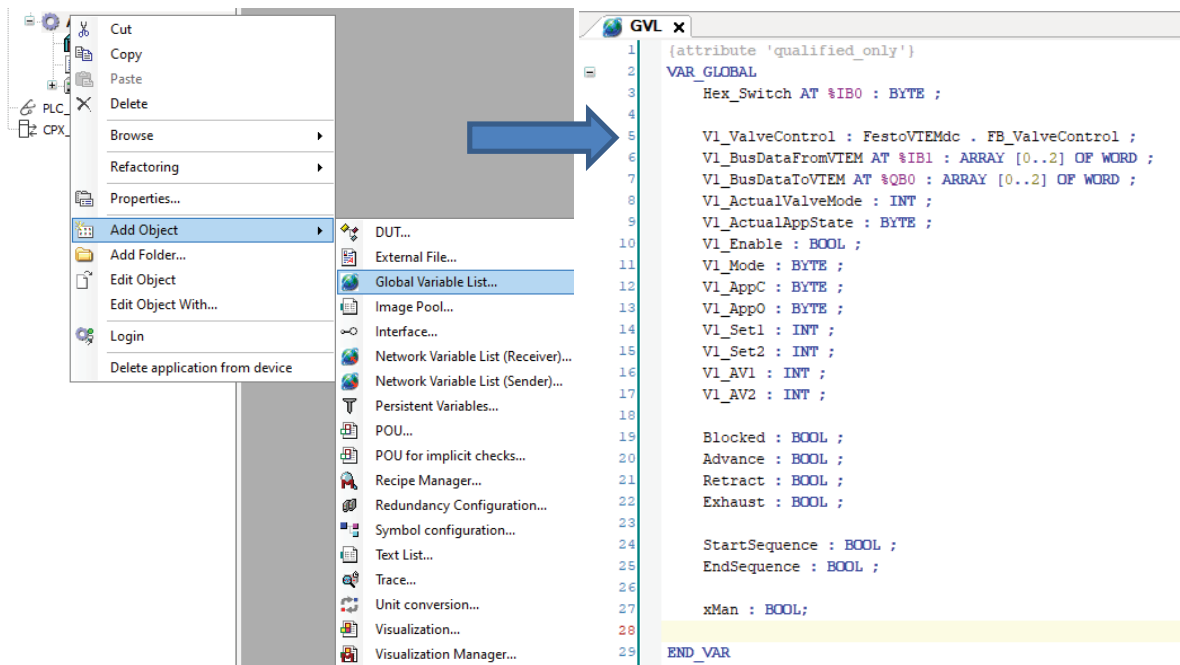 PLC_
CPX_
Cut
Copy
Paste
Delete
Browse
Refactoring
Properties...
Add Object
Add Folder...
Edit Object
Edit Object With...
Login
Delete application from device
DUT...
External File...
Global Variable List...
Image Pool...
Interface...
Network Variable List (Receiver)...
Network Variable List (Sender)...
Persistent Variables...
POU...
POU for implicit checks...
Recipe Manager...
Redundancy Configuration...
Symbol configuration...
Text List...
Trace...
Unit conversion...
Visualization...
Visualization Manager...
GVL x
1 {attribute 'qualified_only'}
2 VAR_GLOBAL
3 Hex_Switch AT %IB0 : BYTE ;
4
5 V1_ValveControl : FestoVTEMdc . FB_ValveControl ;
6 V1_BusDataFromVTEM AT %IB1 : ARRAY [0..2] OF WORD ;
7 V1_BusDataToVTEM AT %QB0 : ARRAY [0..2] OF WORD ;
8 V1_ActualValveMode : INT ;
9 V1_ActualAppState : BYTE ;
10 V1_Enable : BOOL ;
11 V1_Mode : BYTE ;
12 V1_AppC : BYTE ;
13 V1_AppO : BYTE ;
14 V1_Set1 : INT ;
15 V1_Set2 : INT ;
16 V1_AV1 : INT ;
17 V1_AV2 : INT ;
18
19 Blocked : BOOL ;
20 Advance : BOOL ;
21 Retract : BOOL ;
22 Exhaust : BOOL ;
23
24 StartSequence : BOOL ;
25 EndSequence : BOOL ;
26
27 xMan : BOOL;
28
29 END_VAR